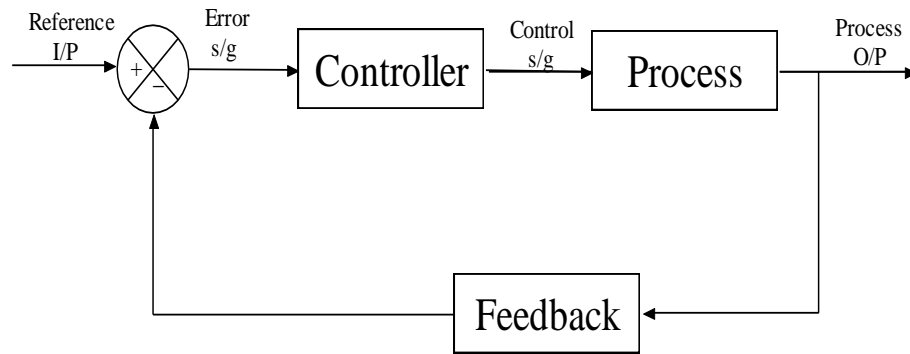 Reference
I/P
+
−
Error
s/g
Controller
Control
s/g
Process
Process
O/P
Feedback